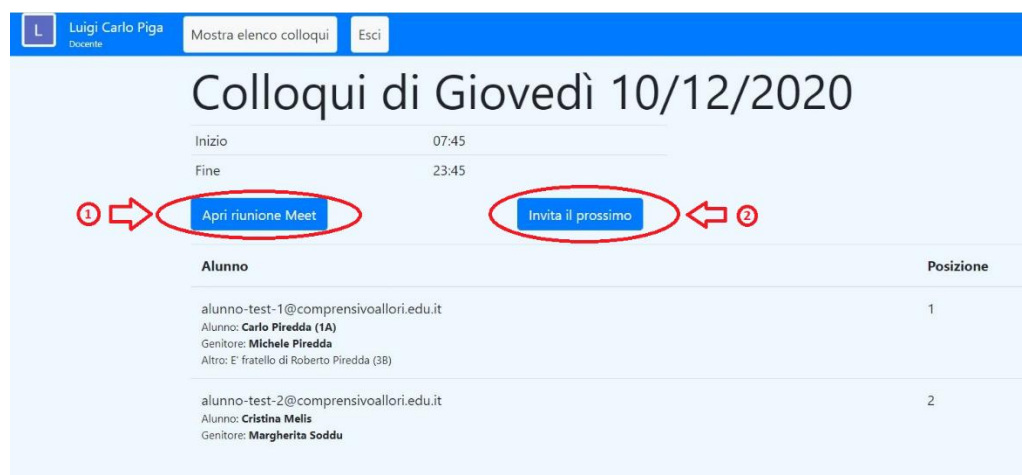 L
Luigi Carlo Piga
Docente
Mostra elenco colloqui
Esci
Colloqui di Giovedì 10/12/2020
Inizio 07:45
Fine 23:45
1 Apri riunione Meet Invita il prossimo 2
Alunno Posizione
alunno-test-1@comprensivoallori.edu.it 1
Alunno: Carlo Piredda (1A)
Genitore: Michele Piredda
Altro: E' fratello di Roberto Piredda (3B)
alunno-test-2@comprensivoallori.edu.it 2
Alunno: Cristina Melis
Genitore: Margherita Soddu